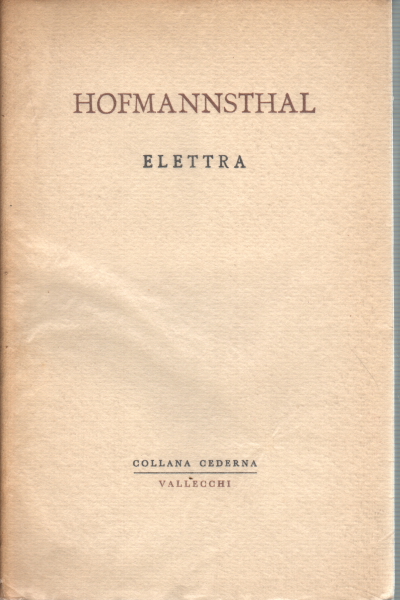 HOFMANNSTHAL
ELETTRA
COLLANA CEDERNA
VALLECCHI